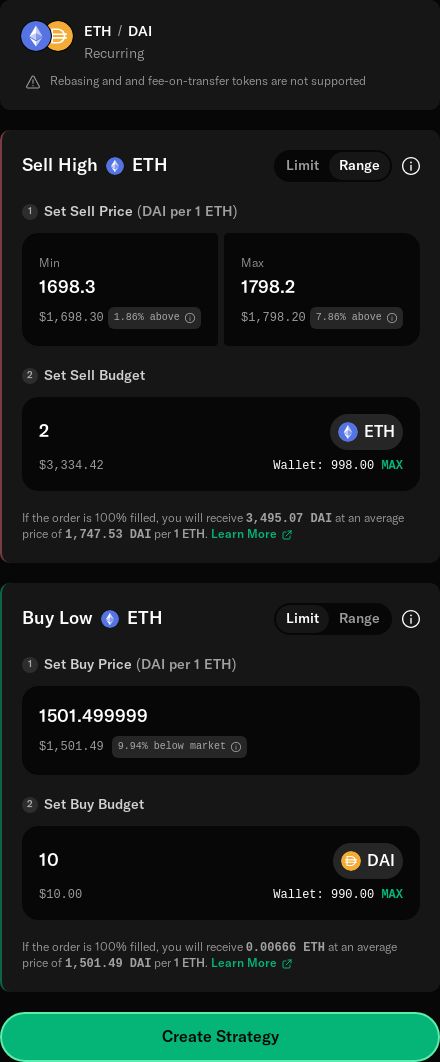 ETH / DAI
Recurring
Rebasing and and fee-on-transfer tokens are not supported
Sell High ETH Limit Range
1 Set Sell Price (DAI per 1 ETH)
Min Max
1698.3 1798.2
$1,698.30 1.86% above $1,798.20 7.86% above
2 Set Sell Budget
2 ETH
$3,334.42 Wallet: 998.00 MAX
If the order is 100% filled, you will receive 3,495.07 DAI at an average
price of 1,747.53 DAI per 1 ETH. Learn More
Buy Low ETH Limit Range
1 Set Buy Price (DAI per 1 ETH)
1501.499999
$1,501.49 9.94% below market
2 Set Buy Budget
10 DAI
$10.00 Wallet: 990.00 MAX
If the order is 100% filled, you will receive 0.00666 ETH at an average
price of 1,501.49 DAI per 1 ETH. Learn More
Create Strategy